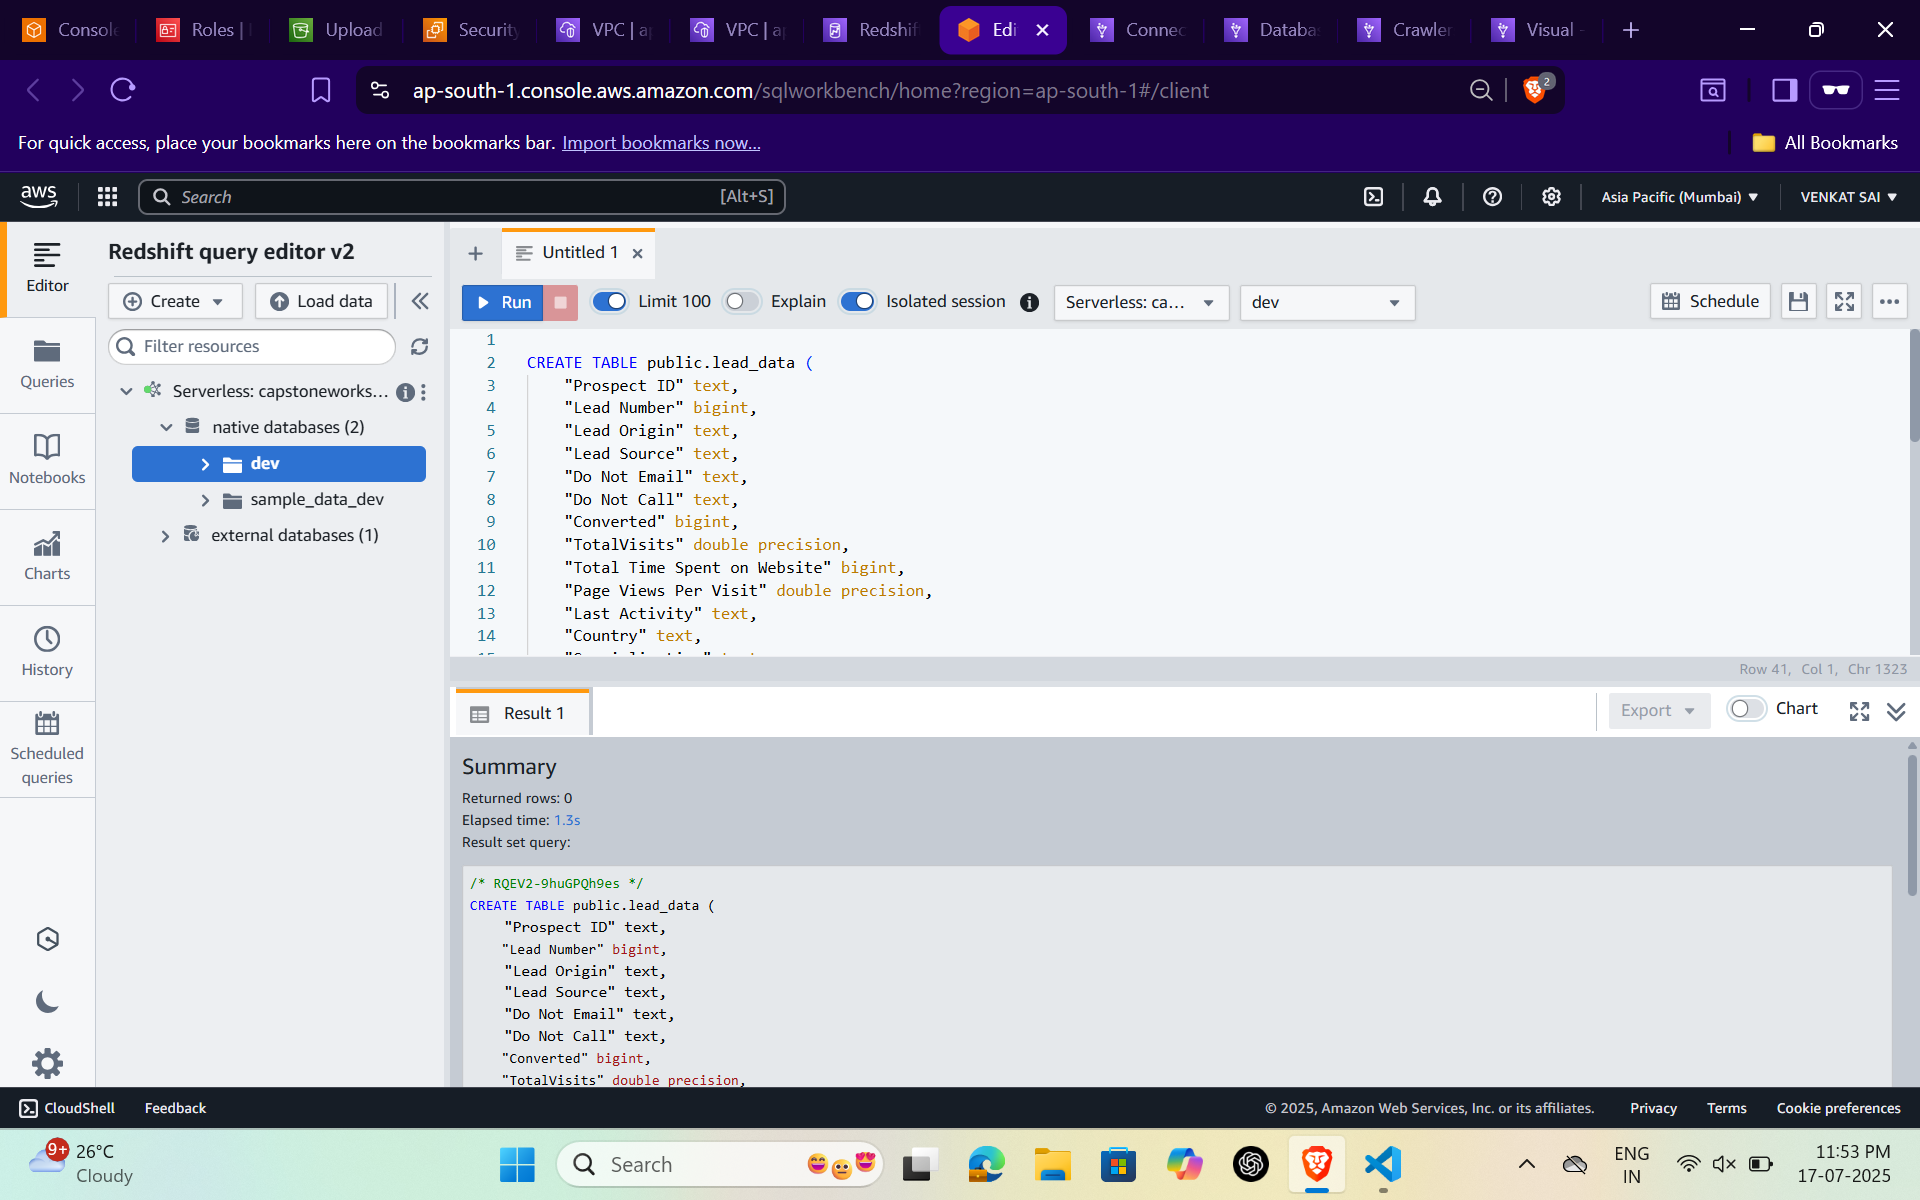 Console
Roles |
Upload
Security
VPC | ap
VPC | ap
Redshift
Edi
Connec
Databas
Crawler
Visual -
ap-south-1.console.aws.amazon.com/sqlworkbench/home?region=ap-south-1#/client
2
For quick access, place your bookmarks here on the bookmarks bar. Import bookmarks now...
All Bookmarks
aws
Search
[Alt+S]
Asia Pacific (Mumbai)
VENKAT SAI
Editor
Queries
Notebooks
Charts
History
Scheduled
queries
Redshift query editor v2
Create
Load data
Filter resources
Serverless: capstoneworks...
native databases (2)
dev
sample_data_dev
external databases (1)
Untitled 1
Run
Limit 100
Explain
Isolated session
Serverless: ca...
dev
Schedule
1
2 CREATE TABLE public.lead_data (
3 "Prospect ID" text,
4 "Lead Number" bigint,
5 "Lead Origin" text,
6 "Lead Source" text,
7 "Do Not Email" text,
8 "Do Not Call" text,
9 "Converted" bigint,
10 "TotalVisits" double precision,
11 "Total Time Spent on Website" bigint,
12 "Page Views Per Visit" double precision,
13 "Last Activity" text,
14 "Country" text,
Row 41, Col 1, Chr 1323
Result 1
Export
Chart
Summary
Returned rows: 0
Elapsed time: 1.3s
Result set query:
/* RQEV2-9huGPQh9es */
CREATE TABLE public.lead_data (
"Prospect ID" text,
"Lead Number" bigint,
"Lead Origin" text,
"Lead Source" text,
"Do Not Email" text,
"Do Not Call" text,
"Converted" bigint,
"TotalVisits" double precision,
CloudShell
Feedback
© 2025, Amazon Web Services, Inc. or its affiliates.
Privacy
Terms
Cookie preferences
9+
26°C
Cloudy
Search
ENG
IN
11:53 PM
17-07-2025